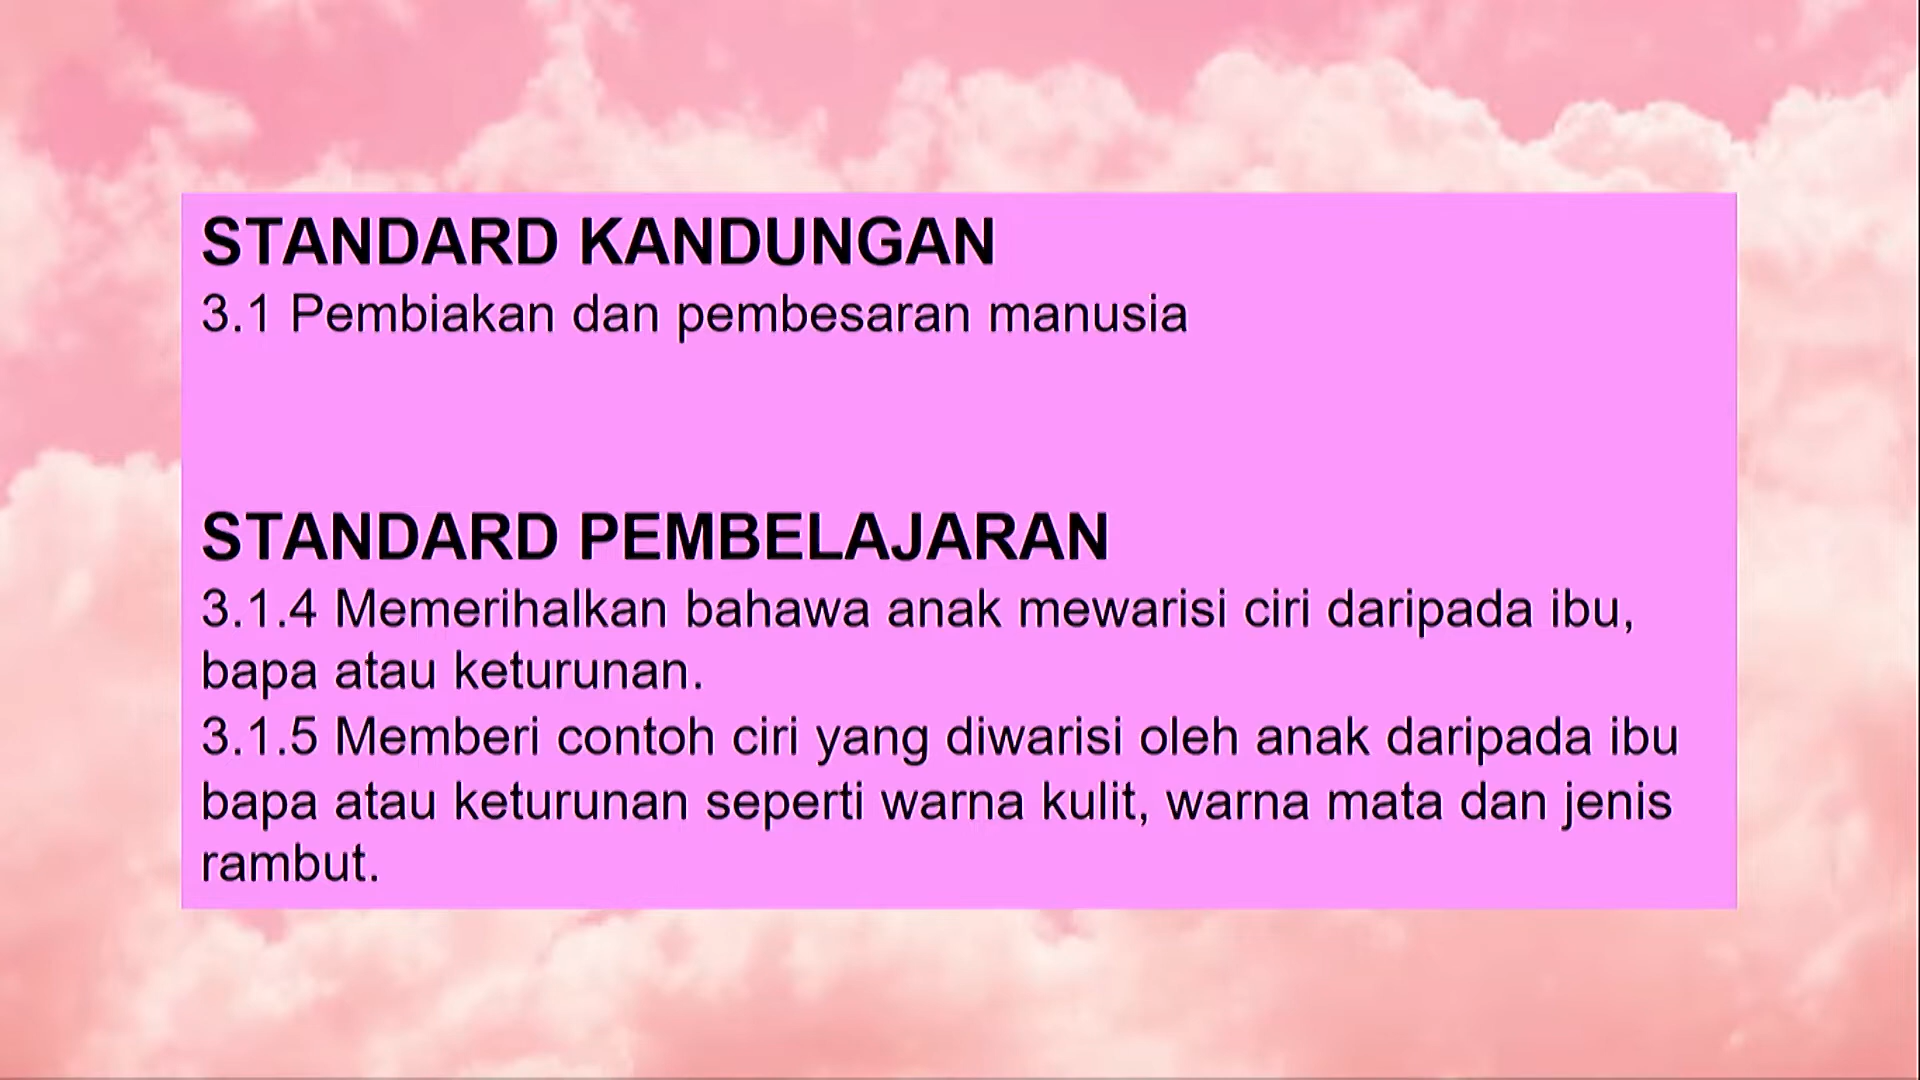 STANDARD KANDUNGAN
3.1 Pembiakan dan pembesaran manusia
STANDARD PEMBELAJARAN
3.1.4 Memerihalkan bahawa anak mewarisi ciri daripada ibu,
bapa atau keturunan.
3.1.5 Memberi contoh ciri yang diwarisi oleh anak daripada ibu
bapa atau keturunan seperti warna kulit, warna mata dan jenis
rambut.